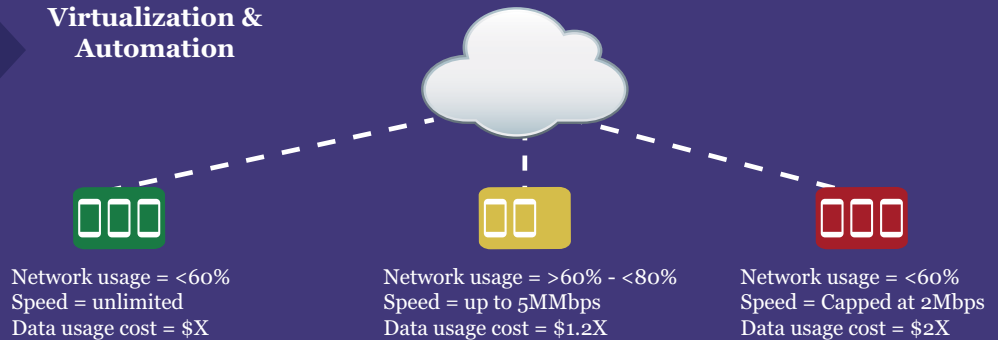 Virtualization &
Automation
Network usage = <60%
Speed = unlimited
Data usage cost = $X
Network usage = >60% - <80%
Speed = up to 5MMbps
Data usage cost = $1.2X
Network usage = <60%
Speed = Capped at 2Mbps
Data usage cost = $2X